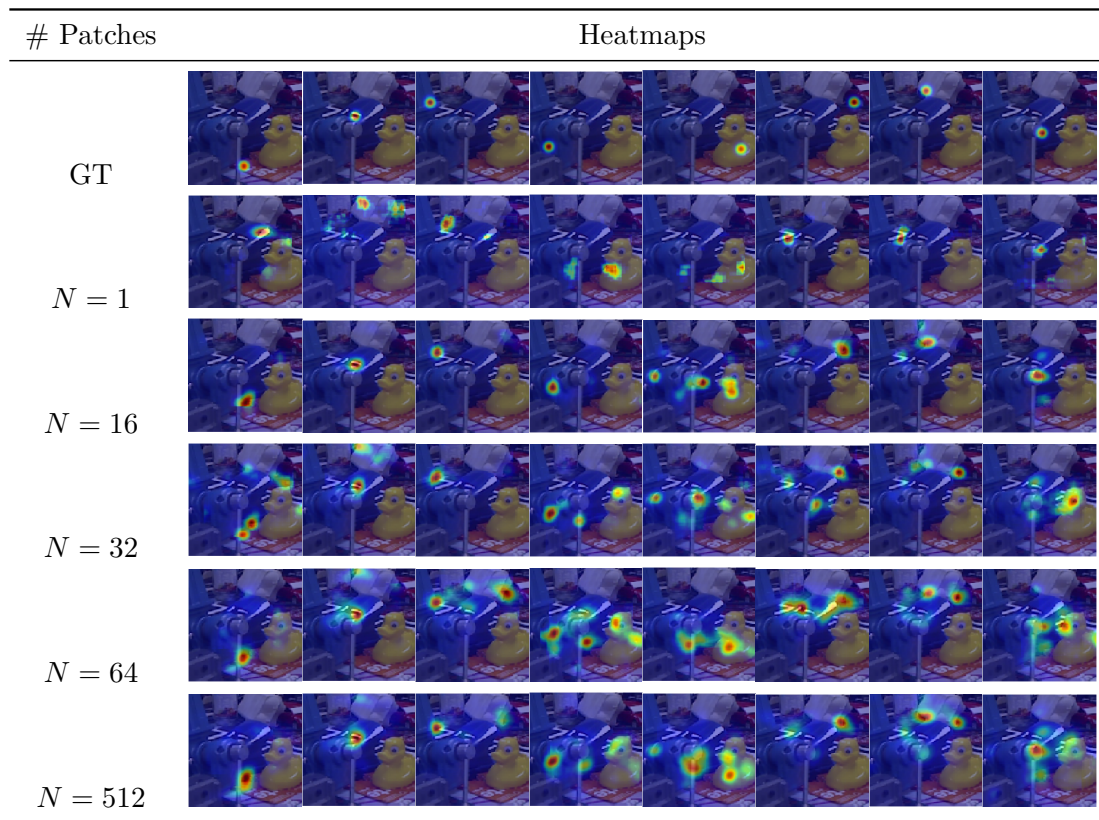 # Patches Heatmaps
GT
N = 1
N = 16
N = 32
N = 64
N = 512